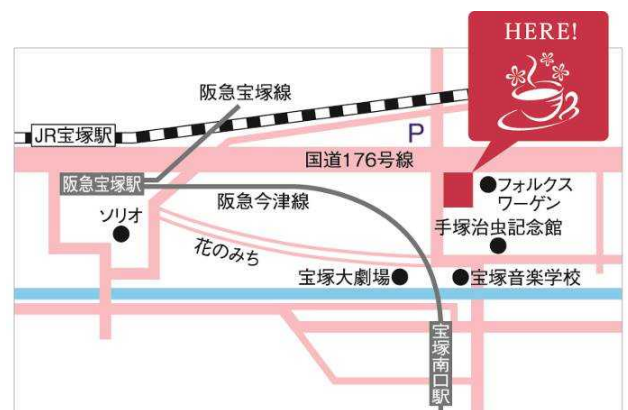 HERE!
阪急宝塚線
JR宝塚駅
P
国道176号線
阪急宝塚駅
阪急今津線
フォルクス
ワーゲン
ソリオ
手塚治虫記念館
花のみち
宝塚大劇場
宝塚音楽学校
宝塚南口駅